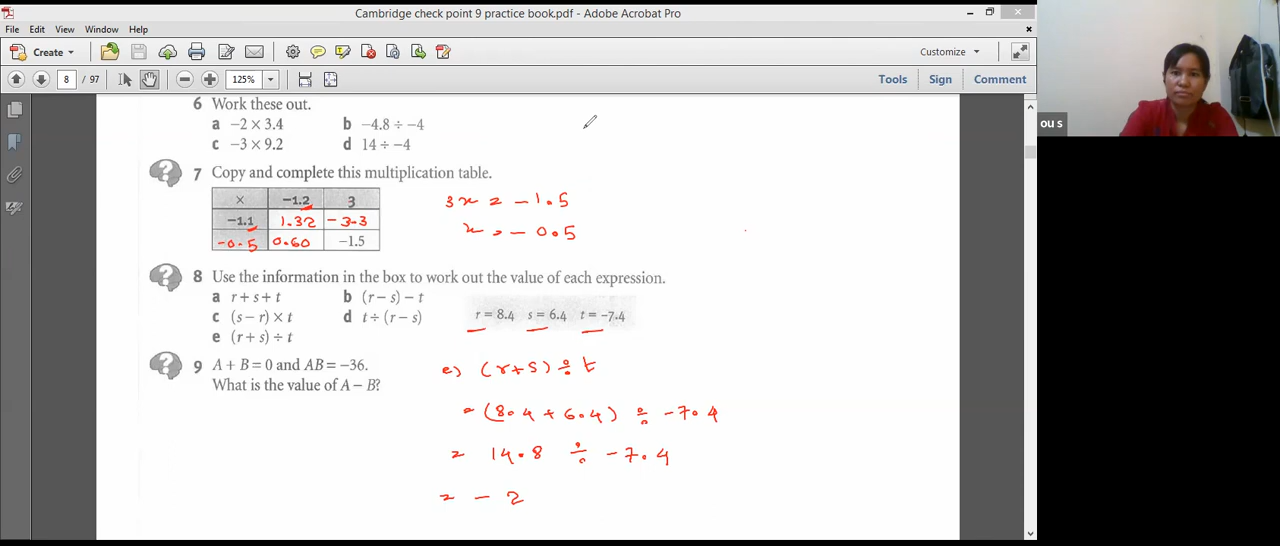 Cambridge check point 9 practice book.pdf - Adobe Acrobat Pro
File Edit View Window Help
Create Customize
8 / 97 125% Tools Sign Comment
6 Work these out.
a −2 × 3.4 b −4.8 ÷ −4
c −3 × 9.2 d 14 ÷ −4
7 Copy and complete this multiplication table.
× −1.2 3
−1.1 1.32 −3.3
−0.5 0.60 −1.5
3x = −1.5
x = −0.5
8 Use the information in the box to work out the value of each expression.
a r + s + t b (r − s) − t
c (s − r) × t d t ÷ (r − s)
e (r + s) ÷ t
r = 8.4 s = 6.4 t = −7.4
9 A + B = 0 and AB = −36.
What is the value of A − B?
e) (r+s) ÷ t
= (8.4 + 6.4) ÷ −7.4
= 14.8 ÷ −7.4
= − 2
ou s